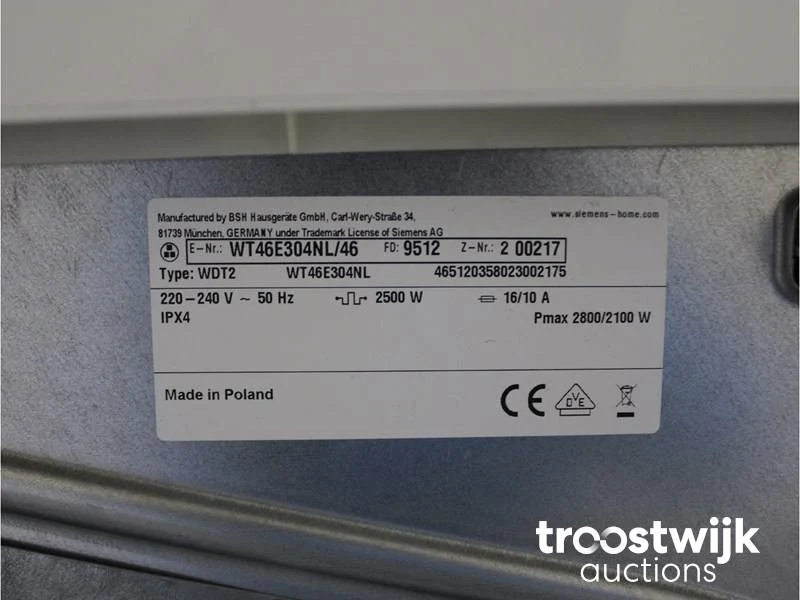 Manufactured by BSH Hausgeräte GmbH, Carl-Wery-Straße 34, www.siemens-home.com
81739 München, GERMANY under Trademark License of Siemens AG
E-Nr.: WT46E304NL/46 FD: 9512 Z-Nr.: 2 00217
Type: WDT2 WT46E304NL 465120358023002175
220–240 V ~ 50 Hz 2500 W 16/10 A
IPX4 Pmax 2800/2100 W
Made in Poland CE DVE
troostwijk
auctions